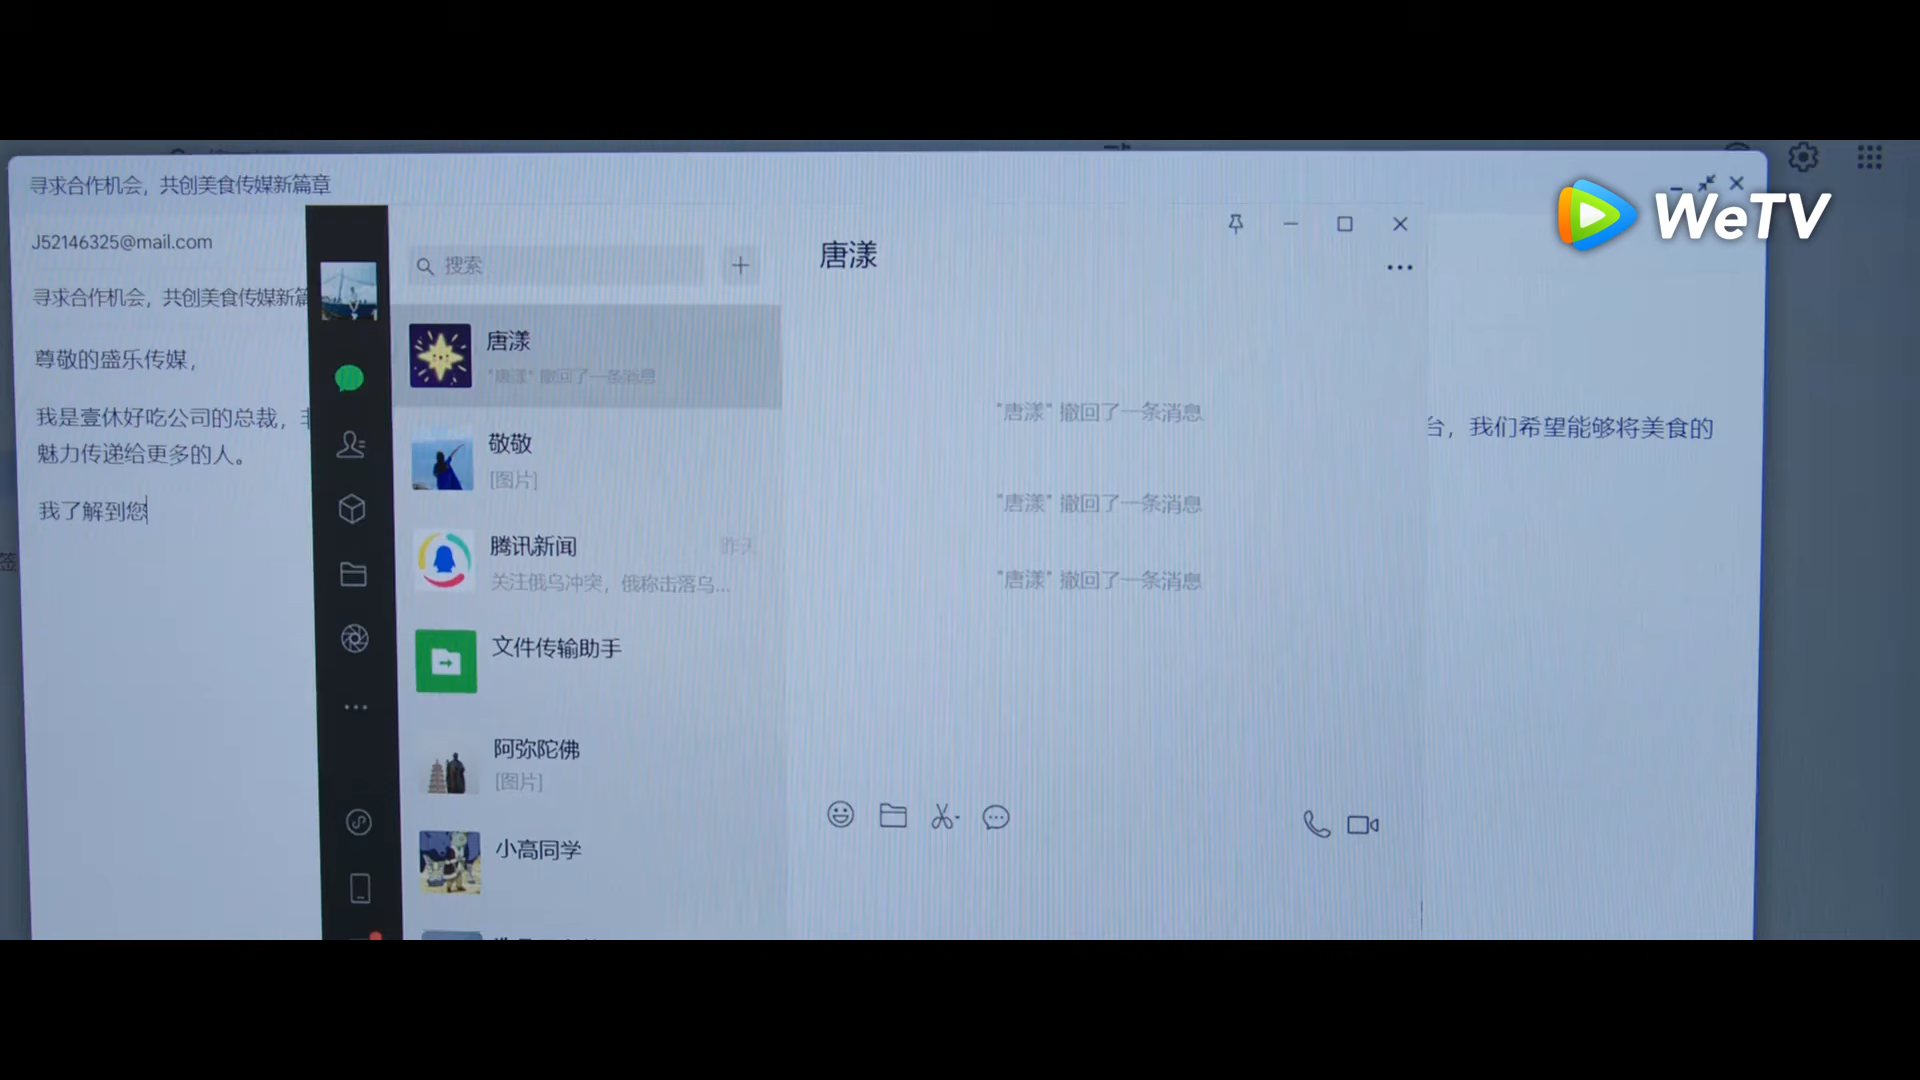 寻求合作机会，共创美食传媒新篇章
J52146325@mail.com
寻求合作机会，共创美食传媒新篇
尊敬的盛乐传媒，
我是壹休好吃公司的总裁，
台，我们希望能够将美食的
魅力传递给更多的人。
我了解到您
搜索
唐漾
"唐漾" 撤回了一条消息
敬敬
[图片]
腾讯新闻
昨天
关注俄乌冲突，俄称击落乌...
文件传输助手
阿弥陀佛
[图片]
小高同学
唐漾
"唐漾" 撤回了一条消息
"唐漾" 撤回了一条消息
"唐漾" 撤回了一条消息
WeTV